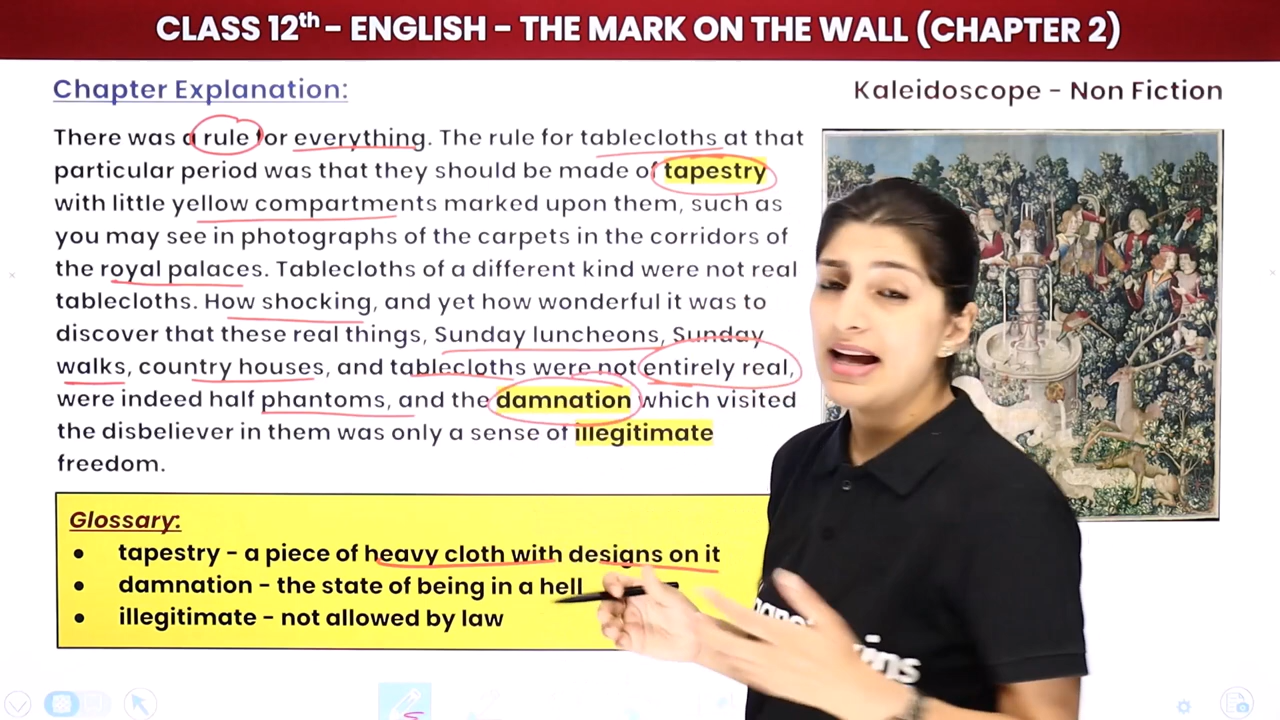 CLASS 12th – ENGLISH – THE MARK ON THE WALL (CHAPTER 2)
Chapter Explanation:
Kaleidoscope - Non Fiction
There was a rule for everything. The rule for tablecloths at that
particular period was that they should be made of tapestry
with little yellow compartments marked upon them, such as
you may see in photographs of the carpets in the corridors of
the royal palaces. Tablecloths of a different kind were not real
tablecloths. How shocking, and yet how wonderful it was to
discover that these real things, Sunday luncheons, Sunday
walks, country houses, and tablecloths were not entirely real,
were indeed half phantoms, and the damnation which visited
the disbeliever in them was only a sense of illegitimate
freedom.
Glossary:
● tapestry – a piece of heavy cloth with designs on it
● damnation – the state of being in a hell
● illegitimate – not allowed by law